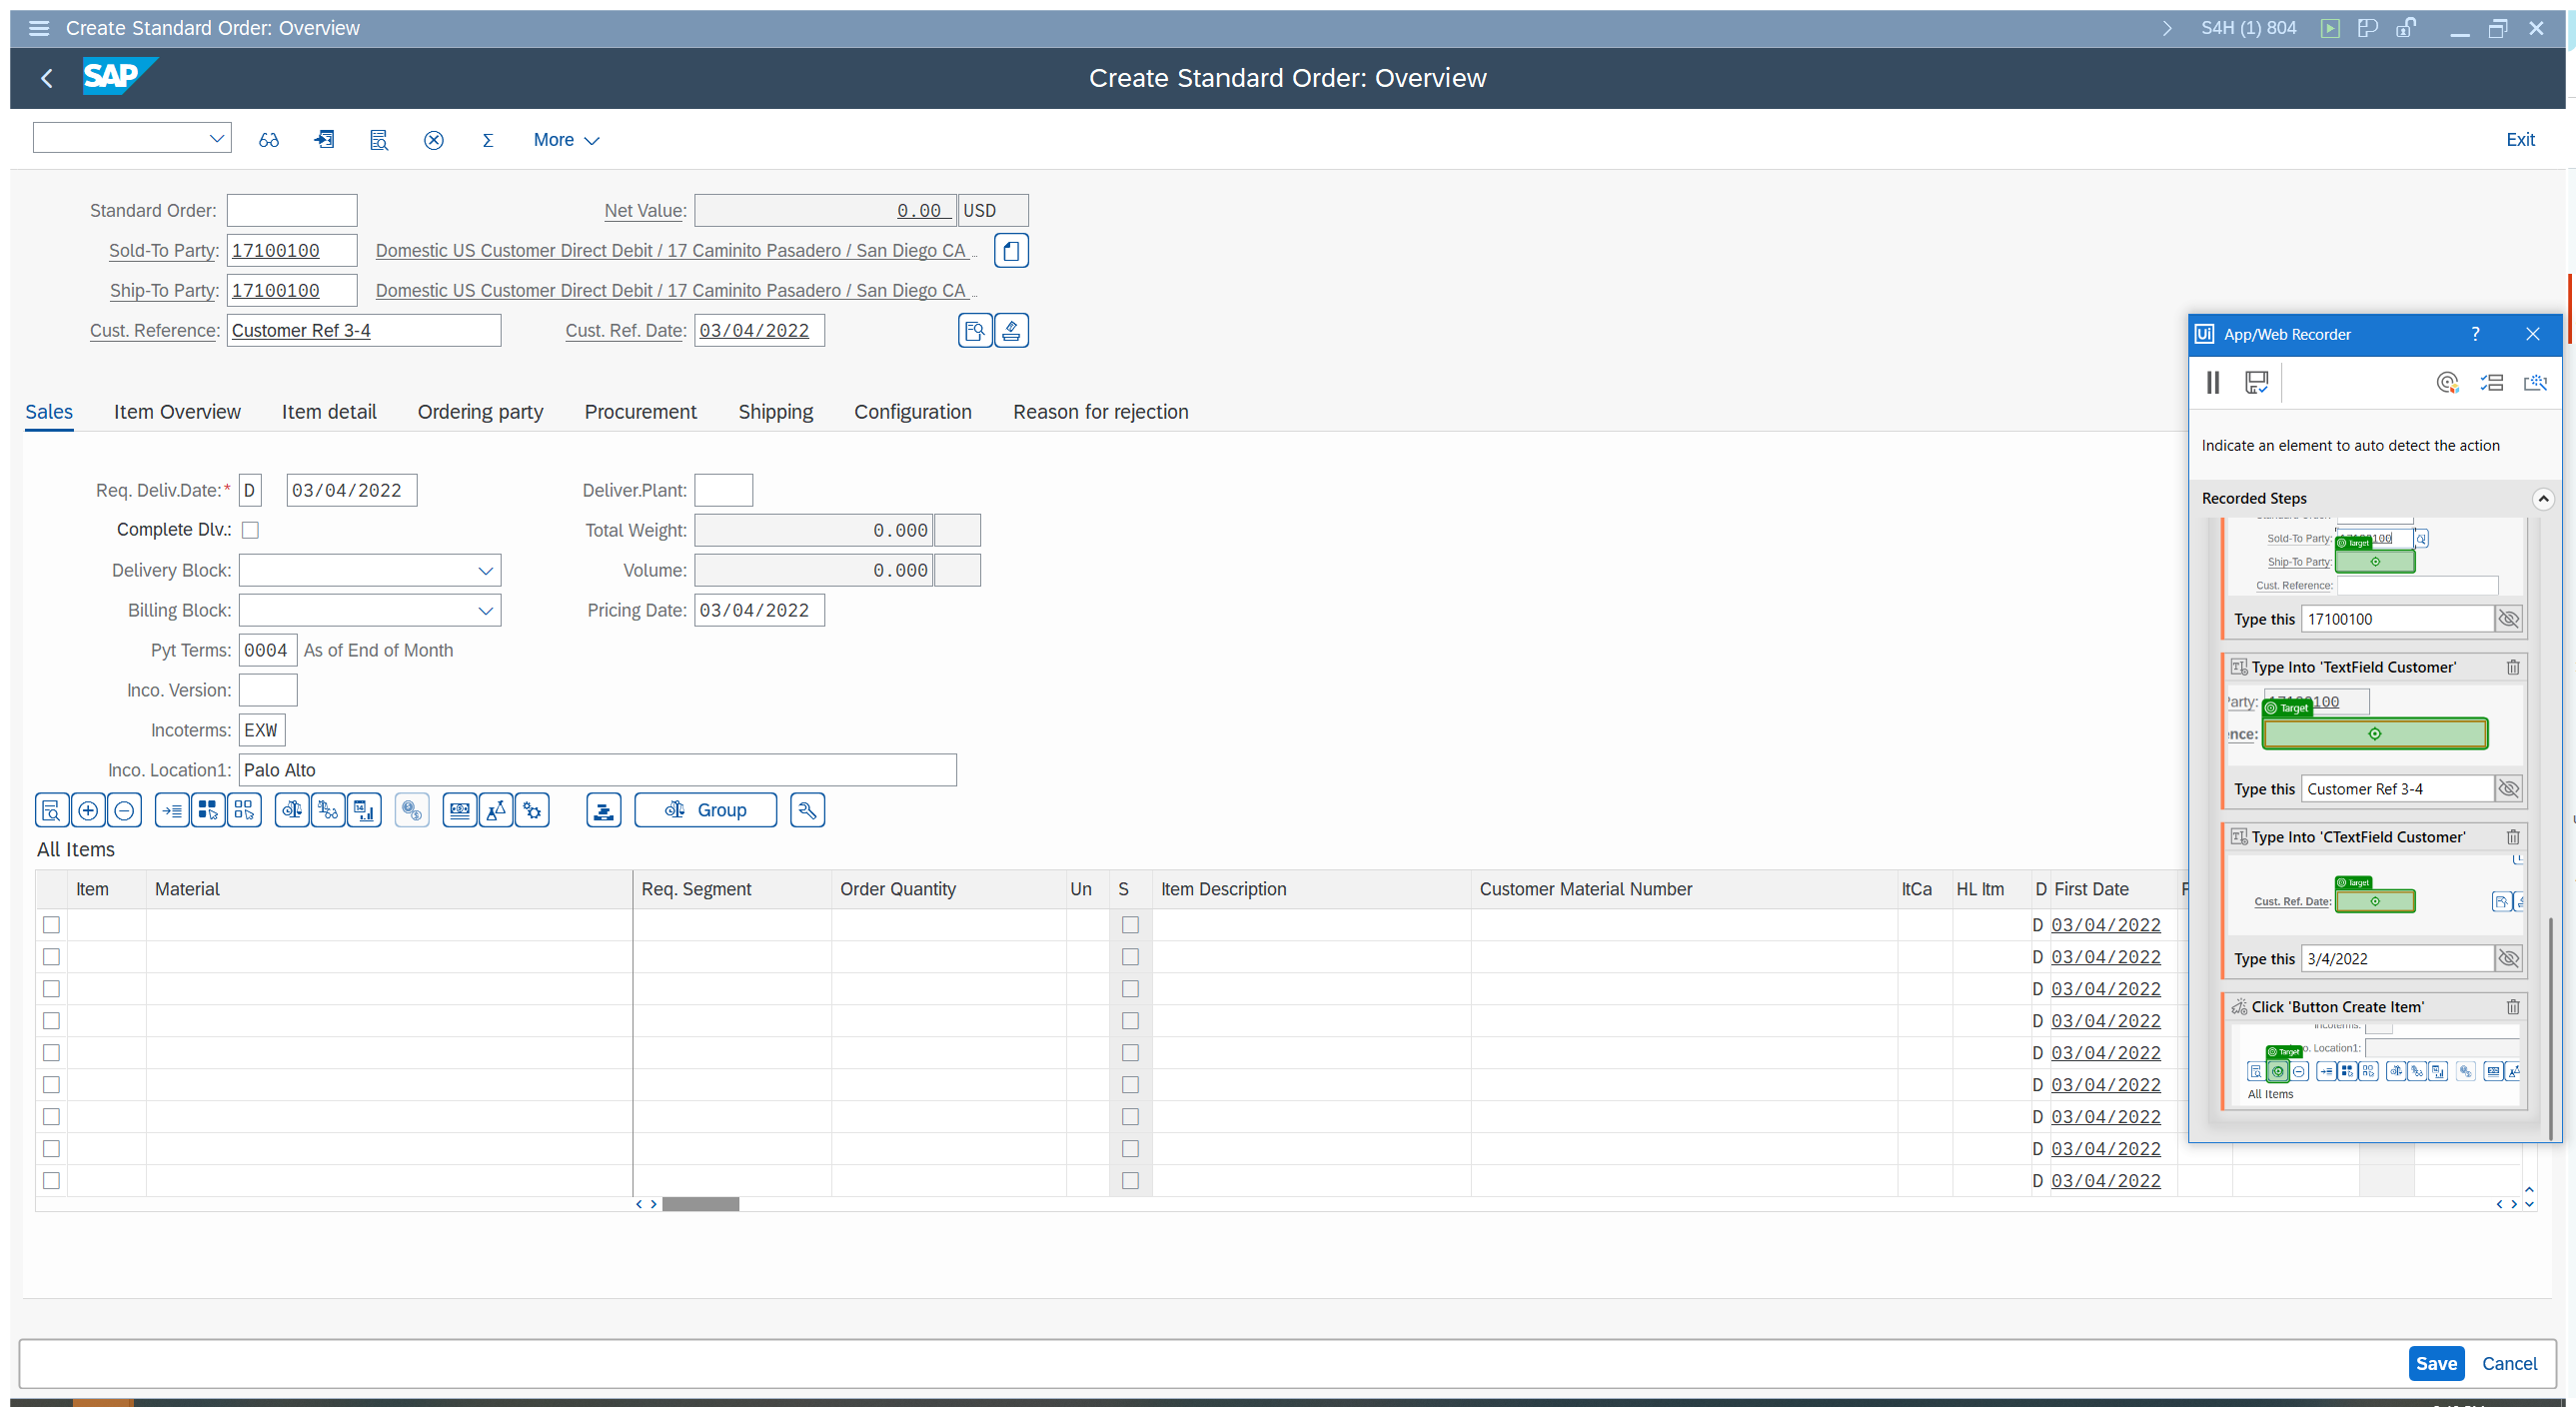 Create Standard Order: Overview
S4H (1) 804
SAP
Create Standard Order: Overview
More
Exit
Standard Order:
Net Value: 0.00 USD
Sold-To Party: 17100100 Domestic US Customer Direct Debit / 17 Caminito Pasadero / San Diego CA ...
Ship-To Party: 17100100 Domestic US Customer Direct Debit / 17 Caminito Pasadero / San Diego CA ...
Cust. Reference: Customer Ref 3-4 Cust. Ref. Date: 03/04/2022
Sales Item Overview Item detail Ordering party Procurement Shipping Configuration Reason for rejection
Req. Deliv.Date:* D 03/04/2022 Deliver.Plant:
Complete Dlv.: Total Weight: 0.000
Delivery Block: Volume: 0.000
Billing Block: Pricing Date: 03/04/2022
Pyt Terms: 0004 As of End of Month
Inco. Version:
Incoterms: EXW
Inco. Location1: Palo Alto
Group
All Items
Item Material Req. Segment Order Quantity Un S Item Description Customer Material Number ItCa HL Itm D First Date
D 03/04/2022
D 03/04/2022
D 03/04/2022
D 03/04/2022
D 03/04/2022
D 03/04/2022
D 03/04/2022
D 03/04/2022
D 03/04/2022
Save Cancel
Ui App/Web Recorder ?
Indicate an element to auto detect the action
Recorded Steps
Sold-To Party: 100
Target
Ship-To Party:
Cust. Reference:
Type this 17100100
Type Into 'TextField Customer'
arty: 100
Target
nce:
Type this Customer Ref 3-4
Type Into 'CTextField Customer'
Target
Cust. Ref. Date:
Type this 3/4/2022
Click 'Button Create Item'
Incoterms:
Target o. Location1:
All Items